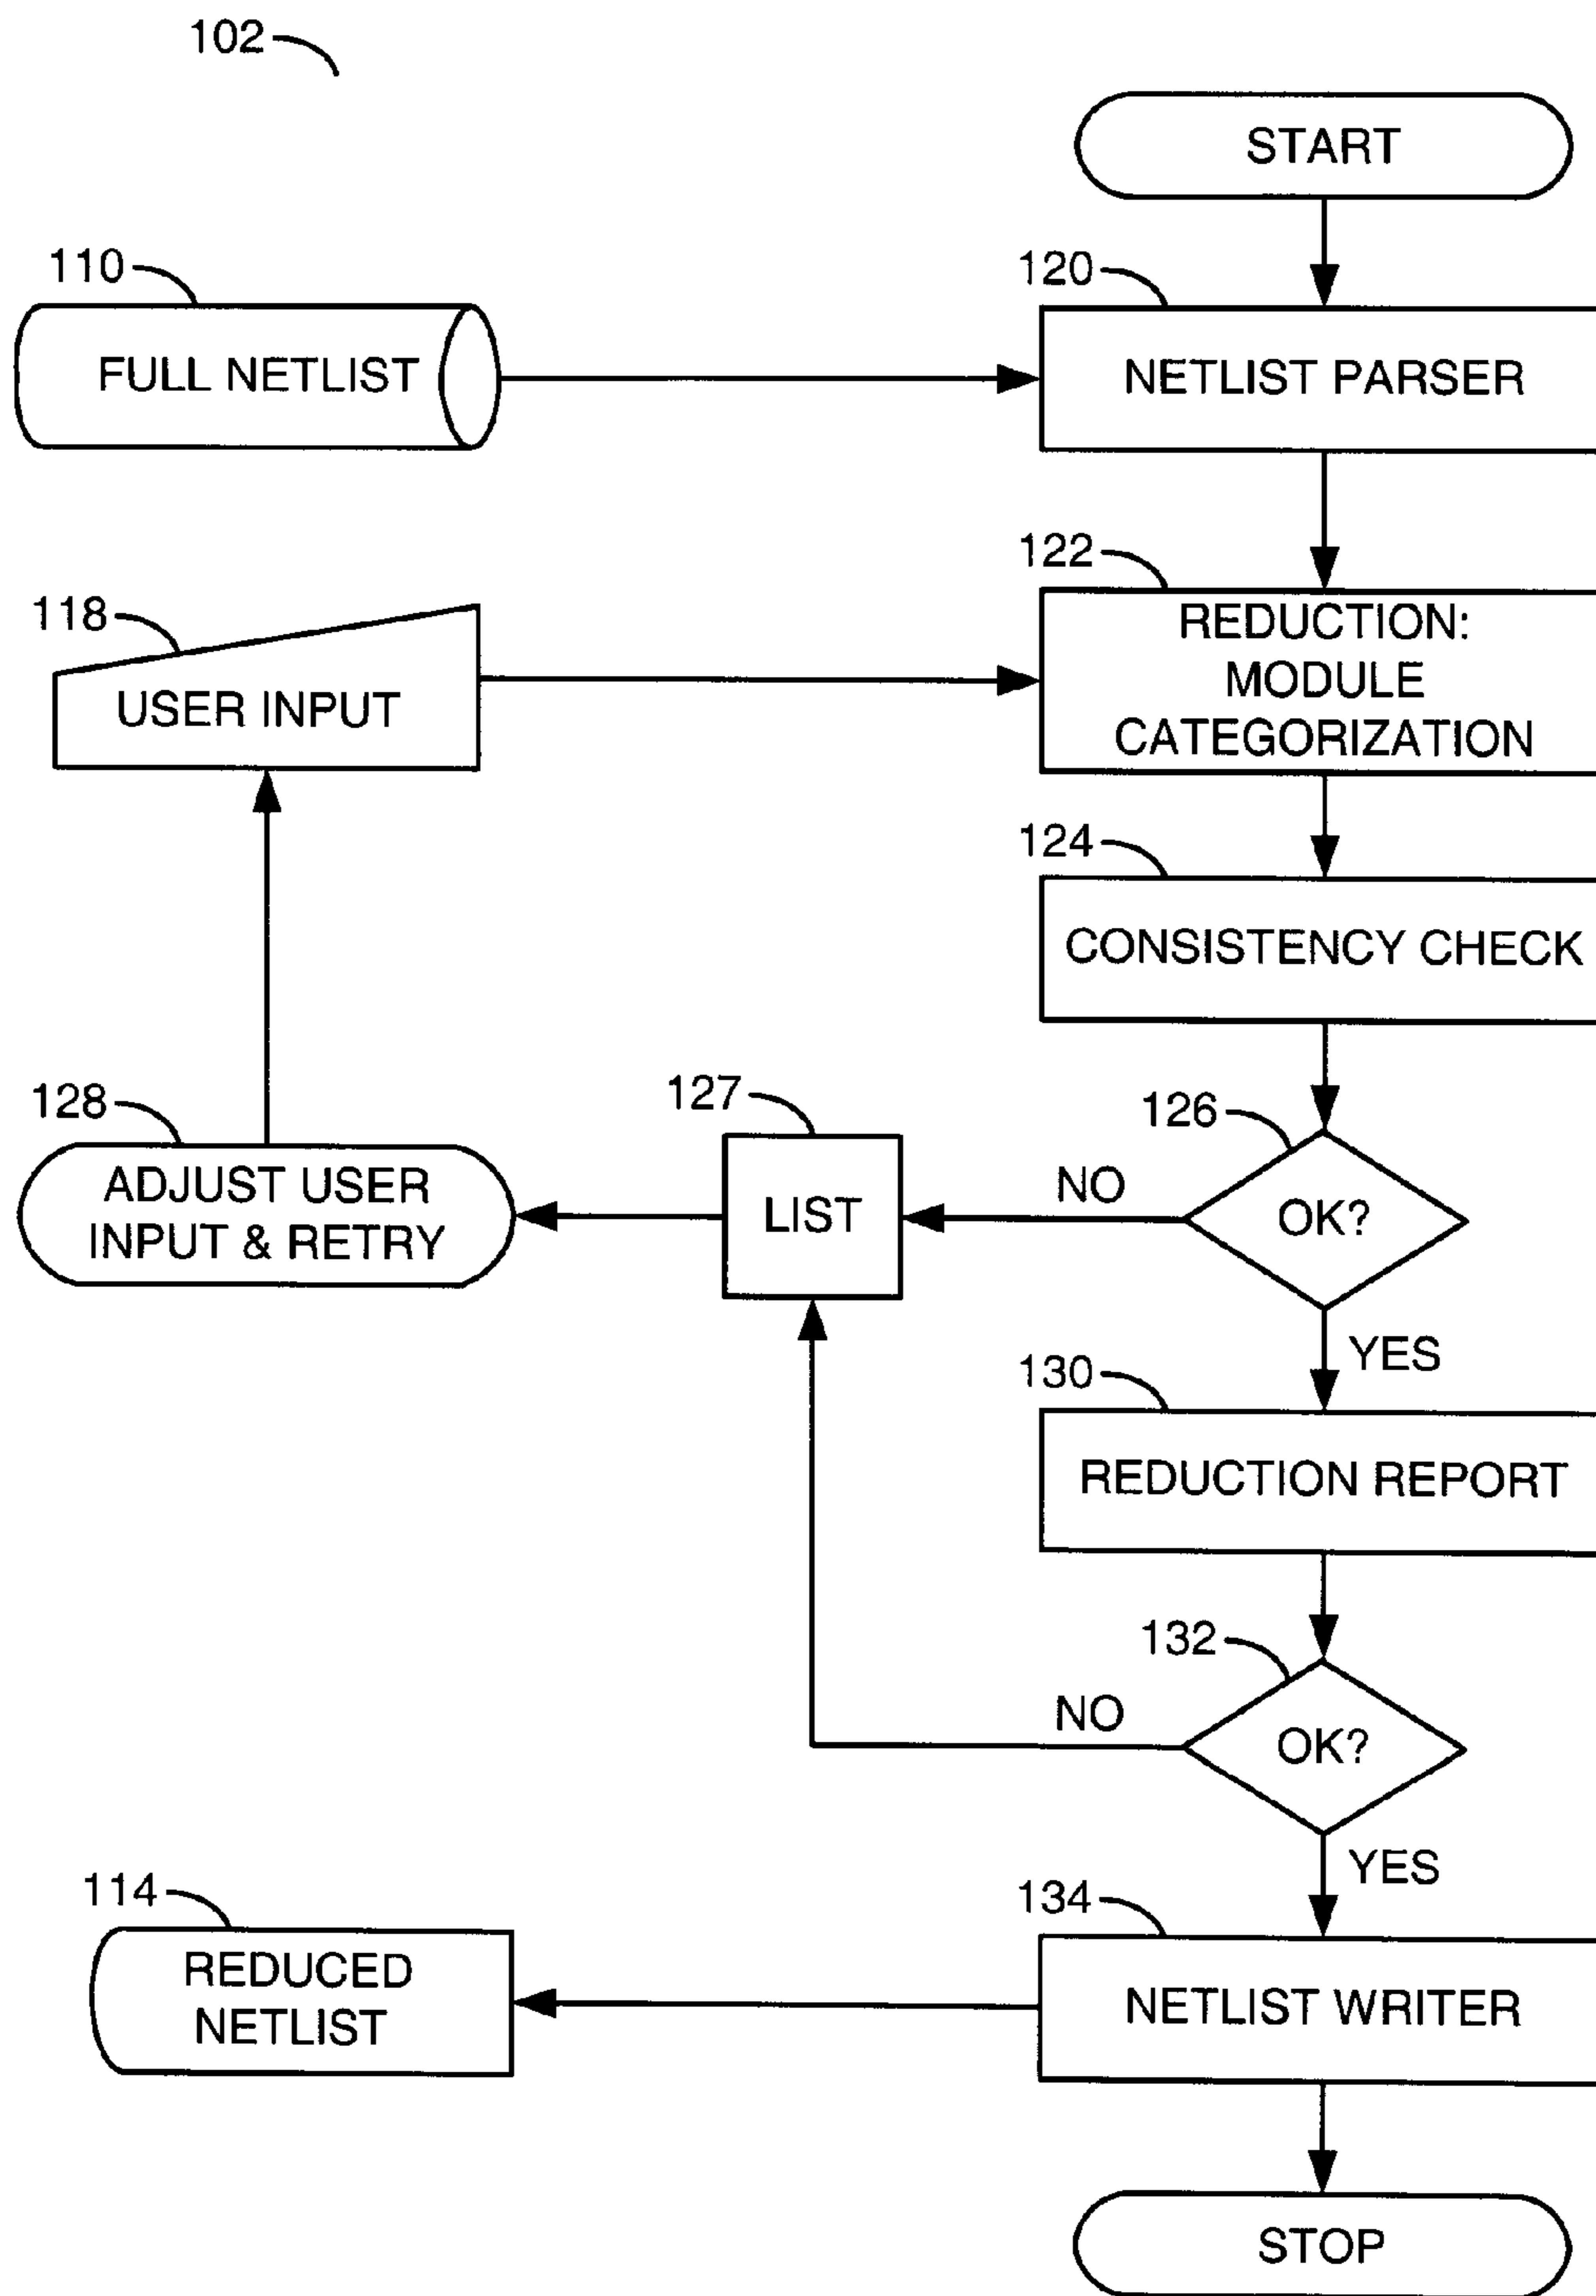 102
START
110
120
FULL NETLIST
NETLIST PARSER
122
118
REDUCTION:
MODULE
CATEGORIZATION
USER INPUT
124
CONSISTENCY CHECK
128
127
126
ADJUST USER
INPUT & RETRY
LIST
NO
OK?
YES
130
REDUCTION REPORT
132
NO
OK?
YES
114
134
REDUCED
NETLIST
NETLIST WRITER
STOP